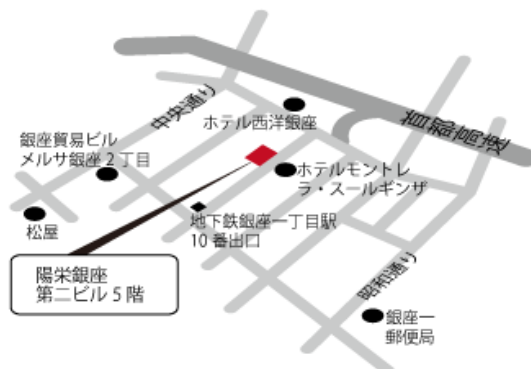 中央通り
首都高速
ホテル西洋銀座
銀座貿易ビル
メルサ銀座2丁目
ホテルモントレ
ラ・スールギンザ
松屋
地下鉄銀座一丁目駅
10番出口
陽栄銀座
第二ビル5階
昭和通り
銀座一
郵便局